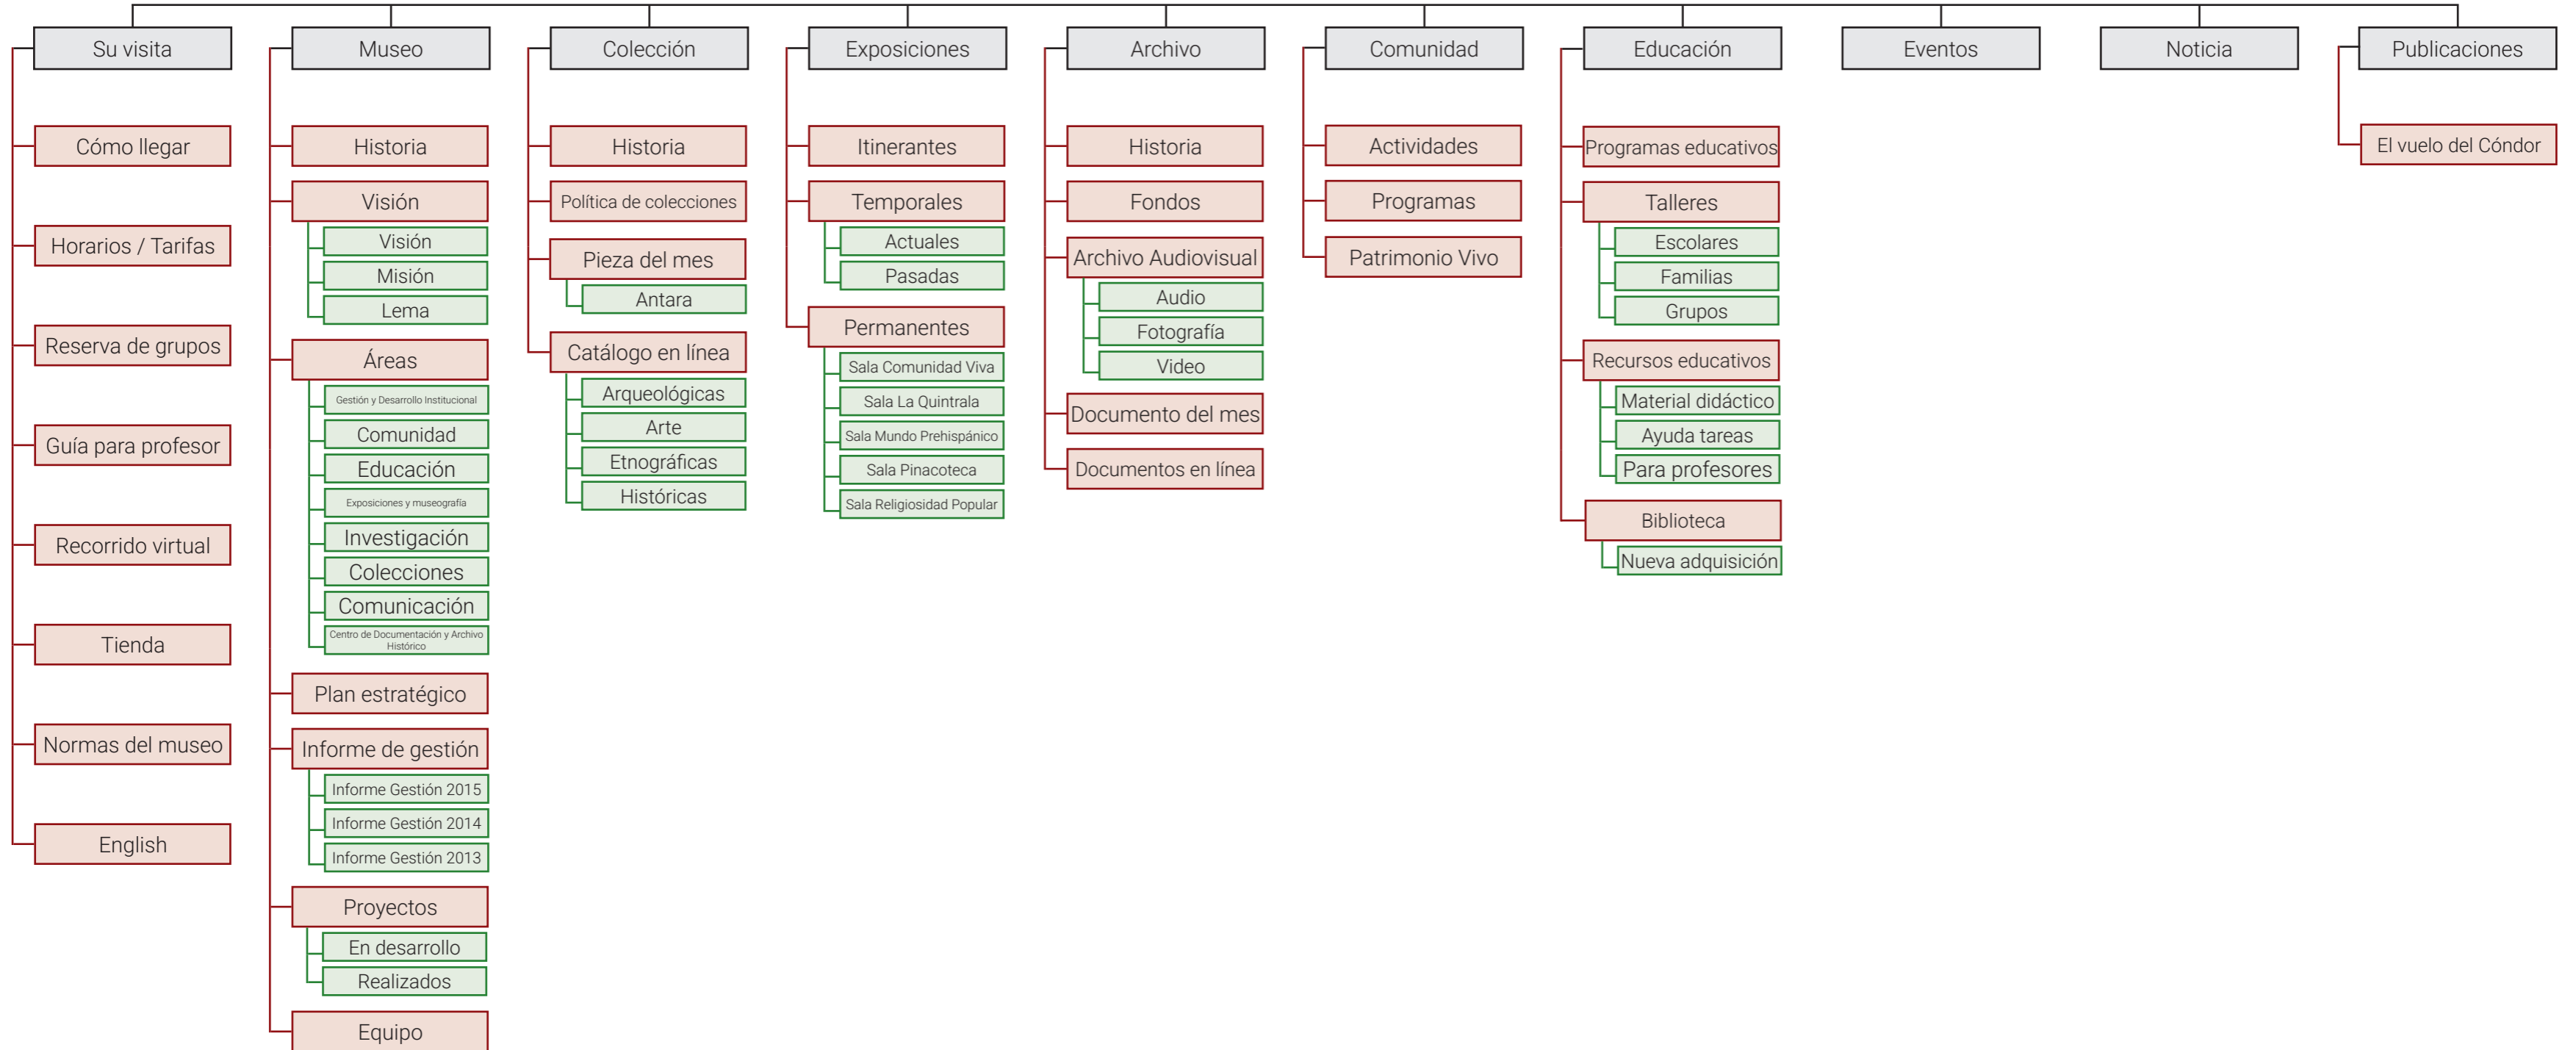 Su visita
Cómo llegar
Horarios / Tarifas
Reserva de grupos
Guía para profesor
Recorrido virtual
Tienda
Normas del museo
English
Museo
Historia
Visión
Visión
Misión
Lema
Áreas
Gestión y Desarrollo Institucional
Comunidad
Educación
Exposiciones y museografía
Investigación
Colecciones
Comunicación
Centro de Documentación y Archivo
Histórico
Plan estratégico
Informe de gestión
Informe Gestión 2015
Informe Gestión 2014
Informe Gestión 2013
Proyectos
En desarrollo
Realizados
Equipo
Colección
Historia
Política de colecciones
Pieza del mes
Antara
Catálogo en línea
Arqueológicas
Arte
Etnográficas
Históricas
Exposiciones
Itinerantes
Temporales
Actuales
Pasadas
Permanentes
Sala Comunidad Viva
Sala La Quintrala
Sala Mundo Prehispánico
Sala Pinacoteca
Sala Religiosidad Popular
Archivo
Historia
Fondos
Archivo Audiovisual
Audio
Fotografía
Video
Documento del mes
Documentos en línea
Comunidad
Actividades
Programas
Patrimonio Vivo
Educación
Programas educativos
Talleres
Escolares
Familias
Grupos
Recursos educativos
Material didáctico
Ayuda tareas
Para profesores
Biblioteca
Nueva adquisición
Eventos
Noticia
Publicaciones
El vuelo del Cóndor